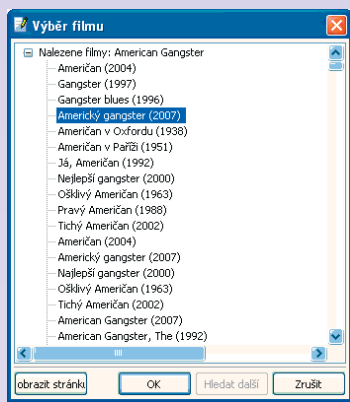 Výběr filmu
Nalezene filmy: American Gangster
Američan (2004)
Gangster (1997)
Gangster blues (1996)
Americký gangster (2007)
Američan v Oxfordu (1938)
Američan v Paříži (1951)
Já, Američan (1992)
Nejlepší gangster (2000)
Ošklivý Američan (1963)
Pravý Američan (1988)
Tichý Američan (2002)
Američan (2004)
Americký gangster (2007)
Najlepší gangster (2000)
Ošklivý Američan (1963)
Tichý Američan (2002)
American Gangster (2007)
American Gangster, The (1992)
obrazit stránku OK Hledat další Zrušit